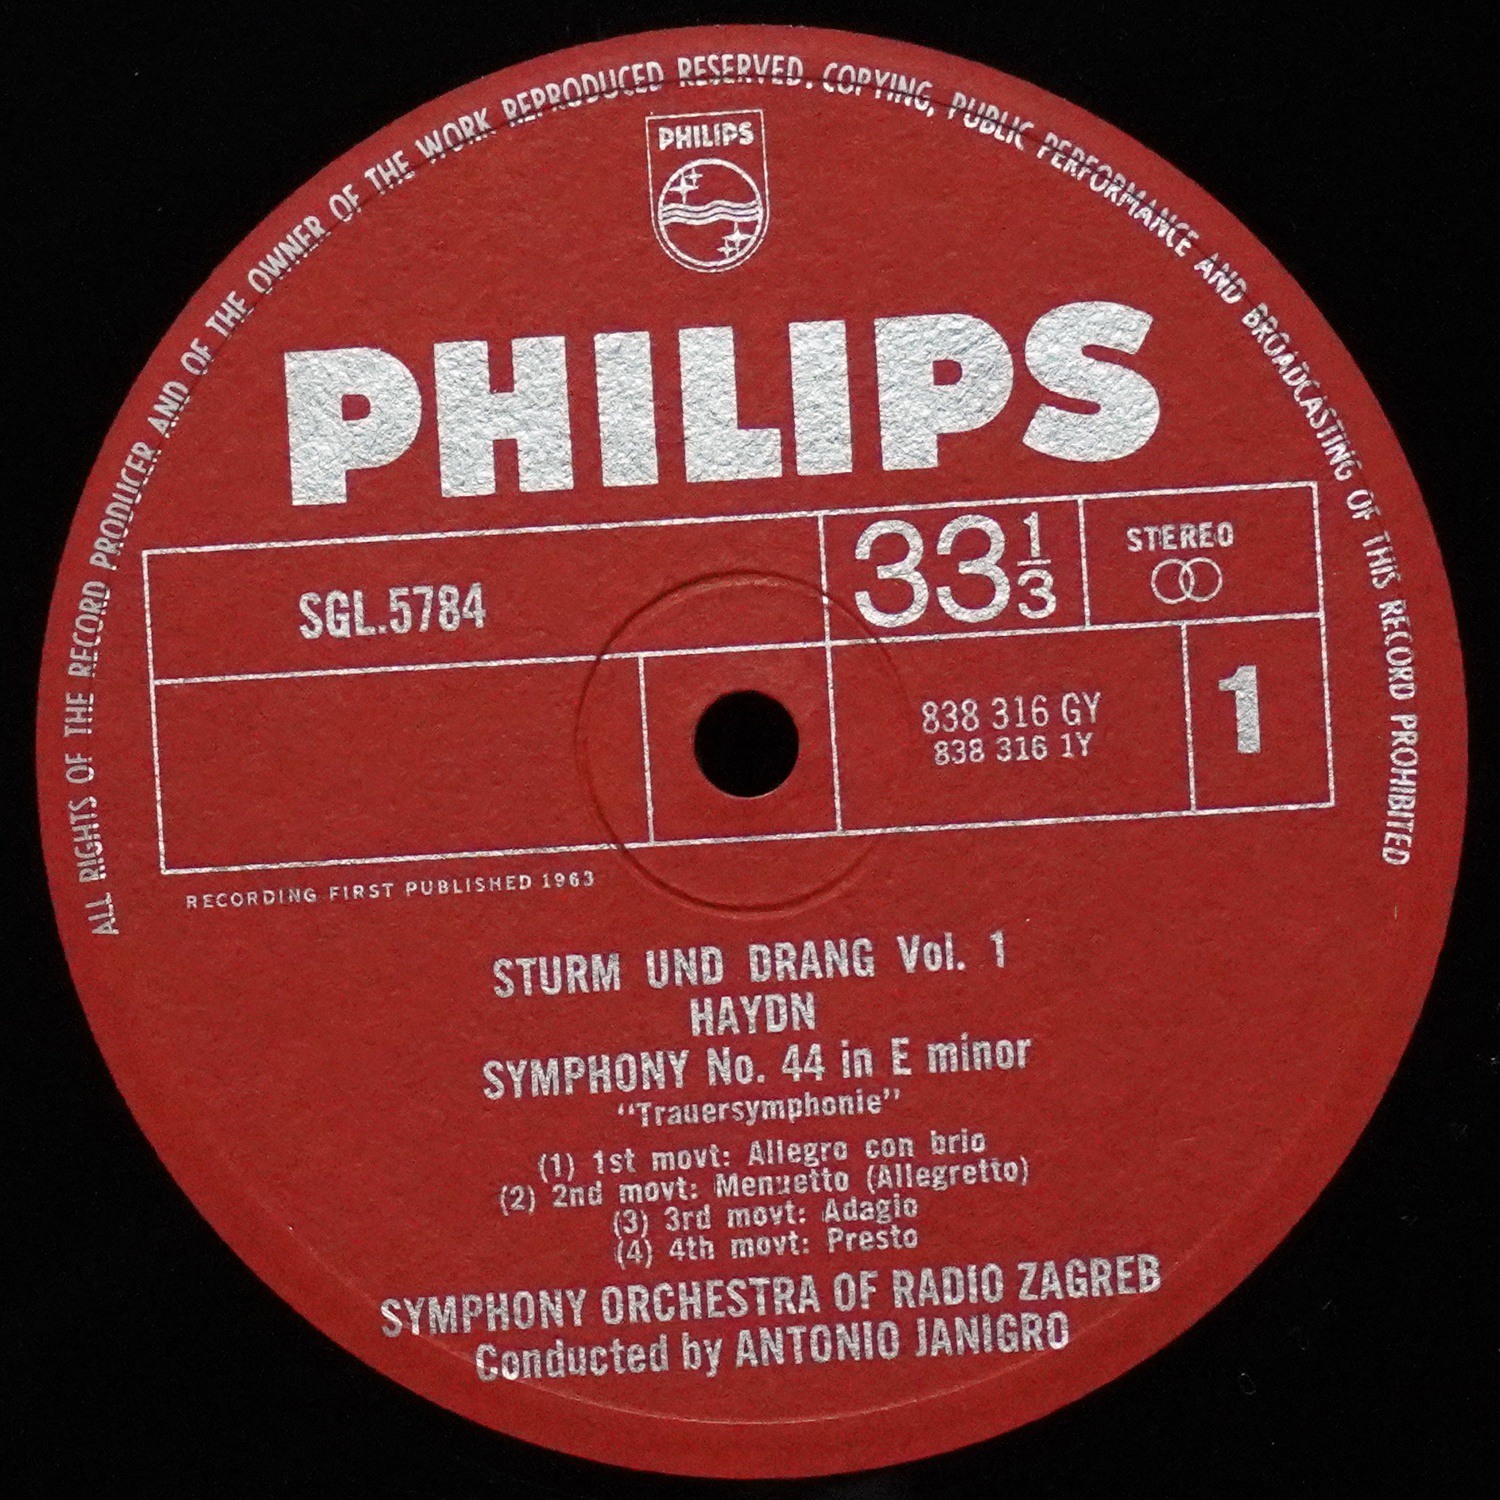 ALL RIGHTS OF THE RECORD PRODUCER AND OF THE OWNER OF THE WORK REPRODUCED RESERVED. COPYING, PUBLIC PERFORMANCE AND BROADCASTING OF THIS RECORD PROHIBITED
PHILIPS
PHILIPS
SGL.5784
33 1/3
STEREO
838 316 GY
838 316 1Y
1
RECORDING FIRST PUBLISHED 1963
STURM UND DRANG Vol. 1
HAYDN
SYMPHONY No. 44 in E minor
"Trauersymphonie"
(1) 1st movt: Allegro con brio
(2) 2nd movt: Menuetto (Allegretto)
(3) 3rd movt: Adagio
(4) 4th movt: Presto
SYMPHONY ORCHESTRA OF RADIO ZAGREB
Conducted by ANTONIO JANIGRO